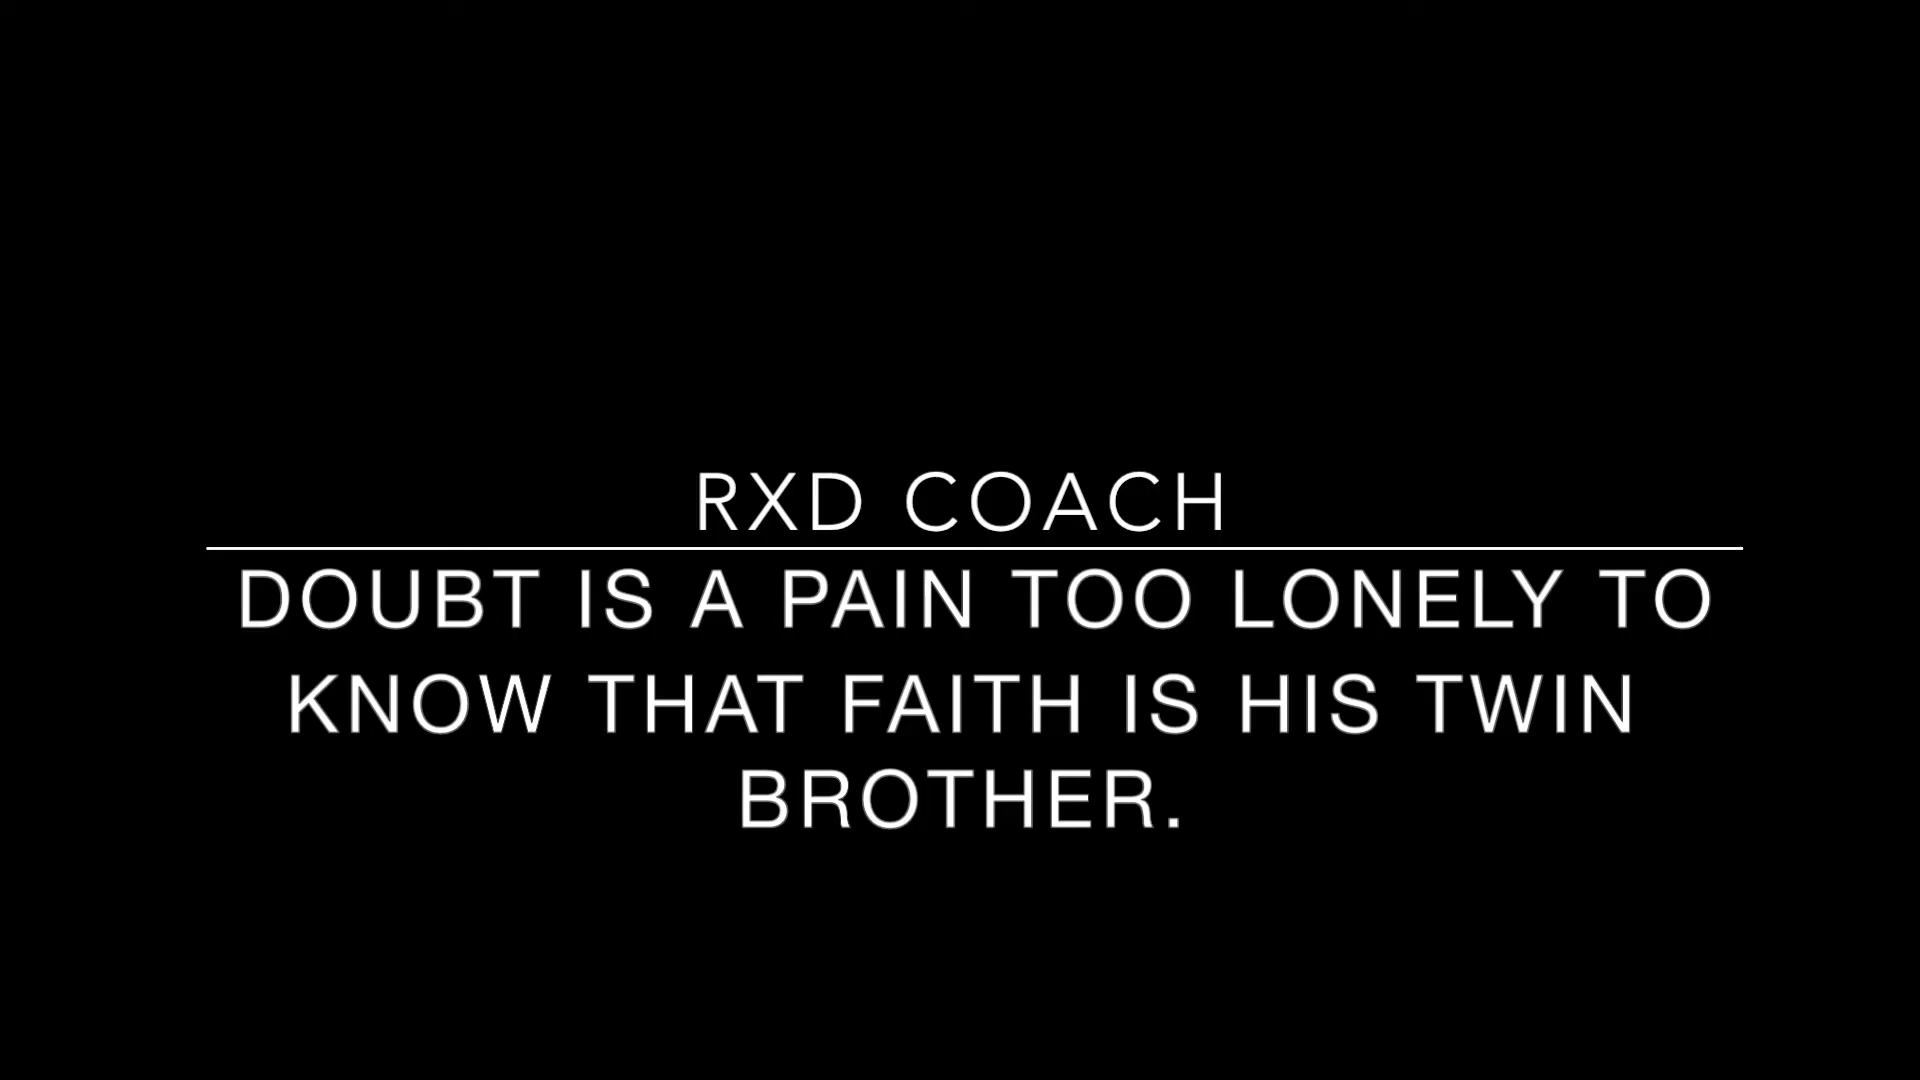 RXD COACH
DOUBT IS A PAIN TOO LONELY TO
KNOW THAT FAITH IS HIS TWIN
BROTHER.